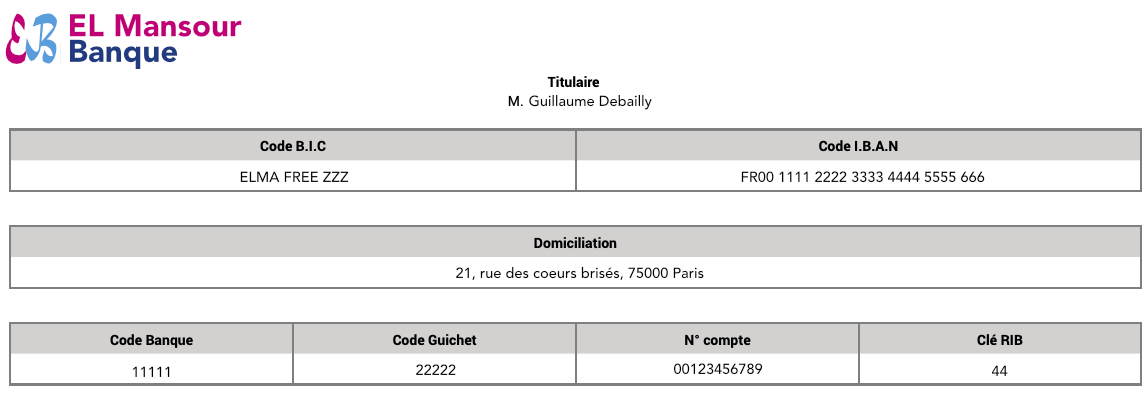 EL Mansour
Banque
Titulaire
M. Guillaume Debailly
Code B.I.C Code I.B.A.N
ELMA FREE ZZZ FR00 1111 2222 3333 4444 5555 666
Domiciliation
21, rue des coeurs brisés, 75000 Paris
Code Banque Code Guichet N° compte Clé RIB
11111 22222 00123456789 44